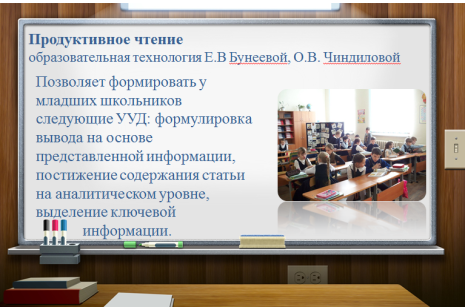 Продуктивное чтение
образовательная технология Е.В Бунеевой, О.В. Чиндиловой
Позволяет формировать у
младших школьников
следующие УУД: формулировка
вывода на основе
представленной информации,
постижение содержания статьи
на аналитическом уровне,
выделение ключевой
информации.